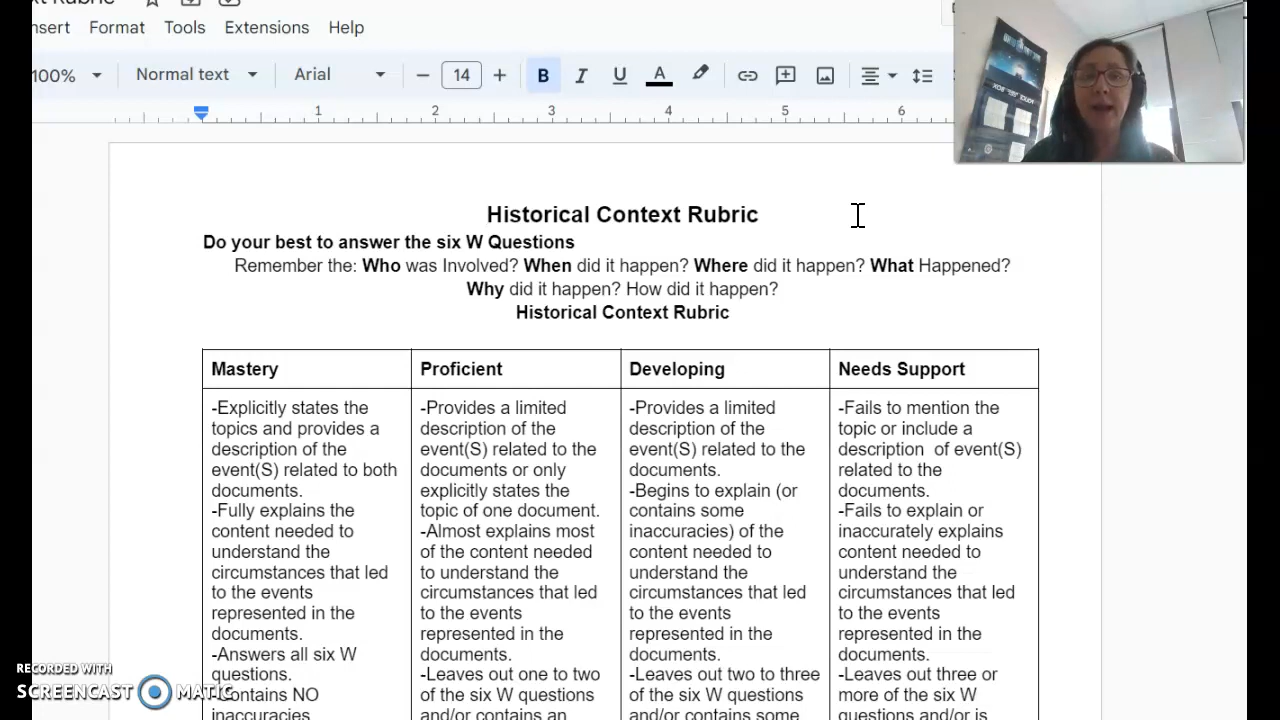 xt Rubric
nsert Format Tools Extensions Help
100% Normal text Arial 14 B I U A
1 2 3 4 5 6
Historical Context Rubric
Do your best to answer the six W Questions
Remember the: Who was Involved? When did it happen? Where did it happen? What Happened?
Why did it happen? How did it happen?
Historical Context Rubric
Mastery Proficient Developing Needs Support
-Explicitly states the
topics and provides a
description of the
event(S) related to both
documents.
-Fully explains the
content needed to
understand the
circumstances that led
to the events
represented in the
documents.
-Answers all six W
questions.
Contains NO
inaccuracies
-Provides a limited
description of the
event(S) related to the
documents or only
explicitly states the
topic of one document.
-Almost explains most
of the content needed
to understand the
circumstances that led
to the events
represented in the
documents.
-Leaves out one to two
of the six W questions
and/or contains an
-Provides a limited
description of the
event(S) related to the
documents.
-Begins to explain (or
contains some
inaccuracies) of the
content needed to
understand the
circumstances that led
to the events
represented in the
documents.
-Leaves out two to three
of the six W questions
and/or contains some
-Fails to mention the
topic or include a
description of event(S)
related to the
documents.
-Fails to explain or
inaccurately explains
content needed to
understand the
circumstances that led
to the events
represented in the
documents.
-Leaves out three or
more of the six W
questions and/or is
RECORDED WITH
SCREENCAST MATIC